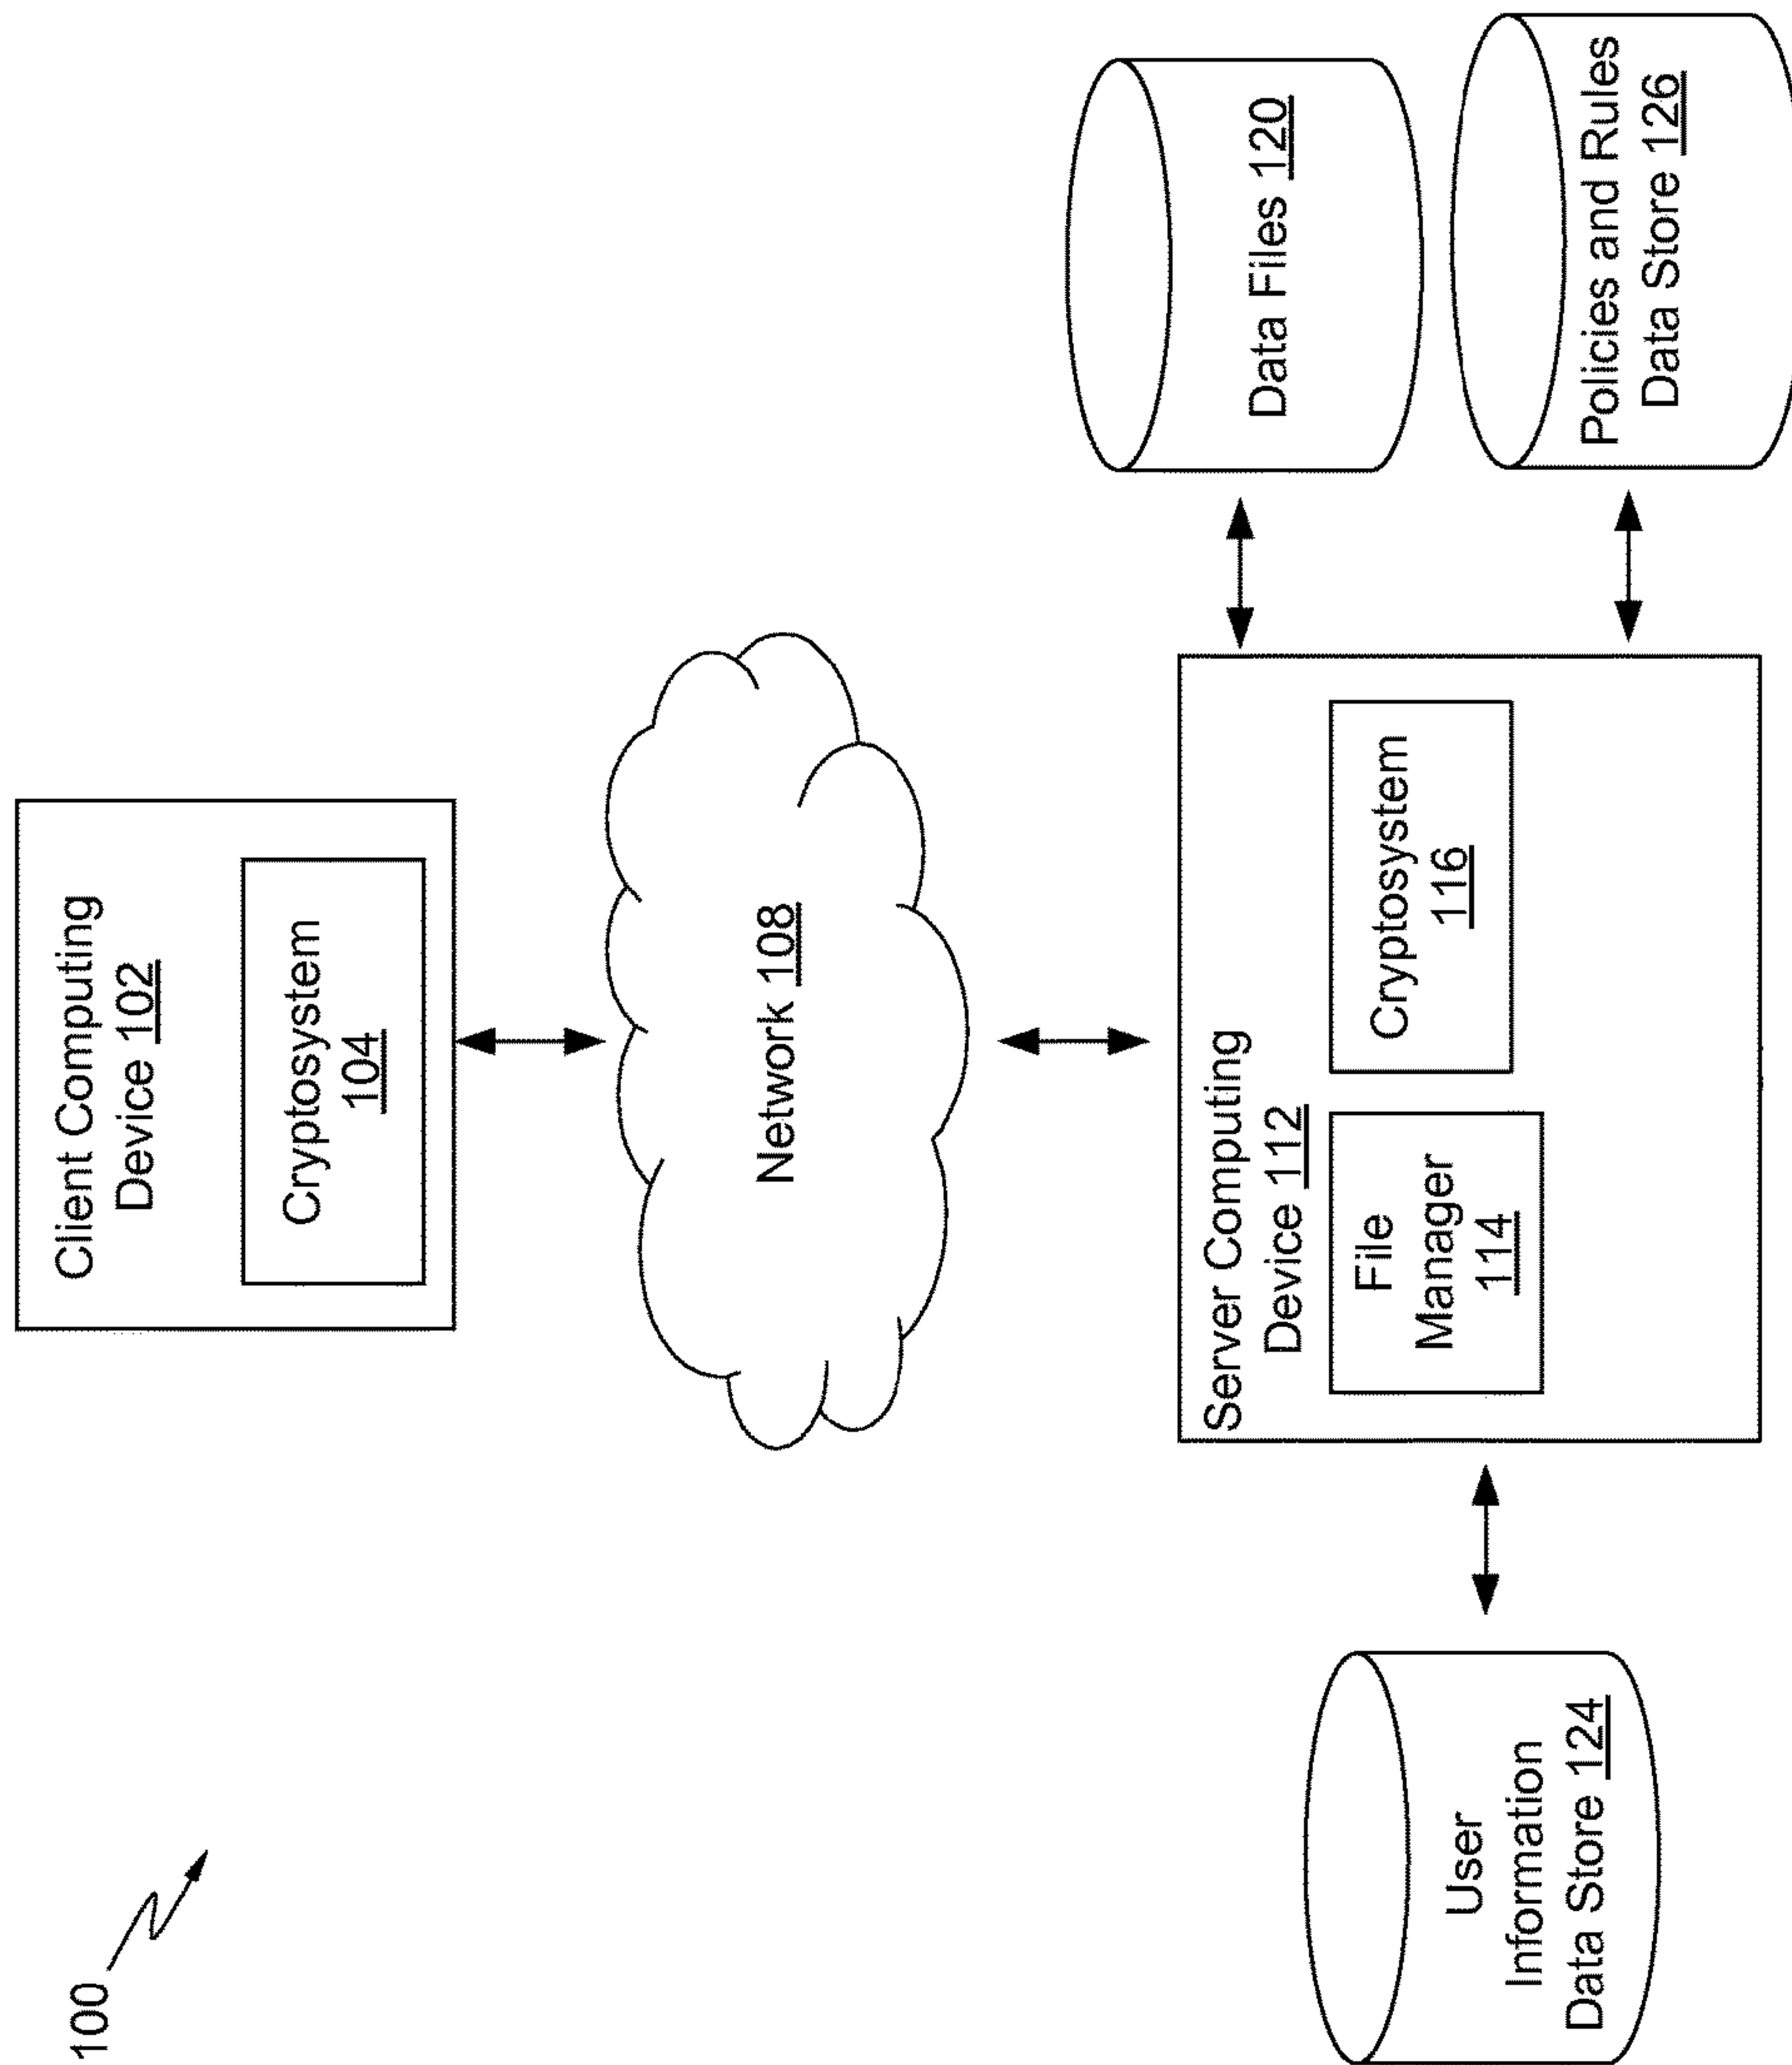 100
Client Computing
Device 102
Cryptosystem
104
Network 108
Server Computing
Device 112
File
Manager
114
Cryptosystem
116
User
Information
Data Store 124
Data Files 120
Policies and Rules
Data Store 126